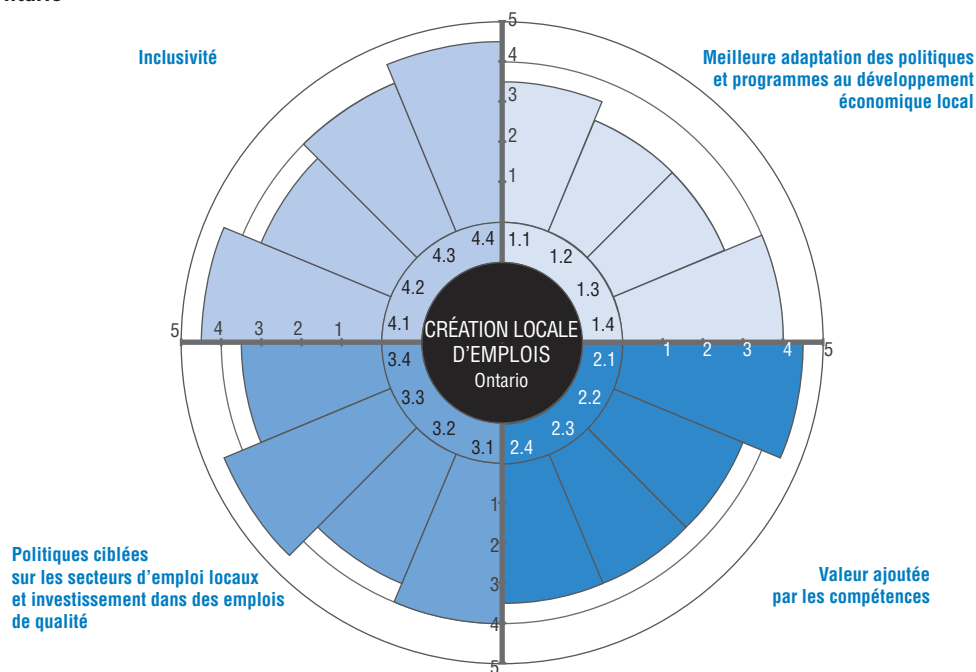 Inclusivité
Meilleure adaptation des politiques
et programmes au développement
économique local
5
4
3
2
1
4.4
1.1
4.3
1.2
4.2
1.3
4.1
1.4
CRÉATION LOCALE
D'EMPLOIS
Ontario
5
4
3
2
1
1
2
3
4
5
3.4
2.1
3.3
2.2
3.2
2.3
3.1
2.4
1
2
3
4
5
Politiques ciblées
sur les secteurs d'emploi locaux
et investissement dans des emplois
de qualité
Valeur ajoutée
par les compétences